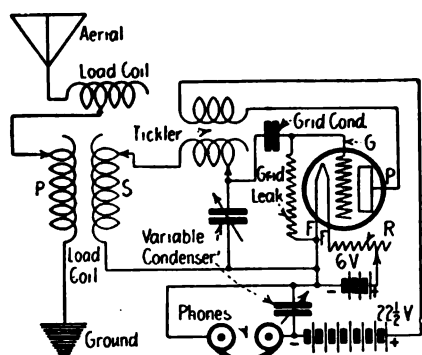 Aerial
Load Coil
Tickler
Grid Cond.
G
P
S
P
Grid
Leak
F
F
R
Variable
Condenser
Load
Coil
6V
- +
Phones
22½V
- +
Ground